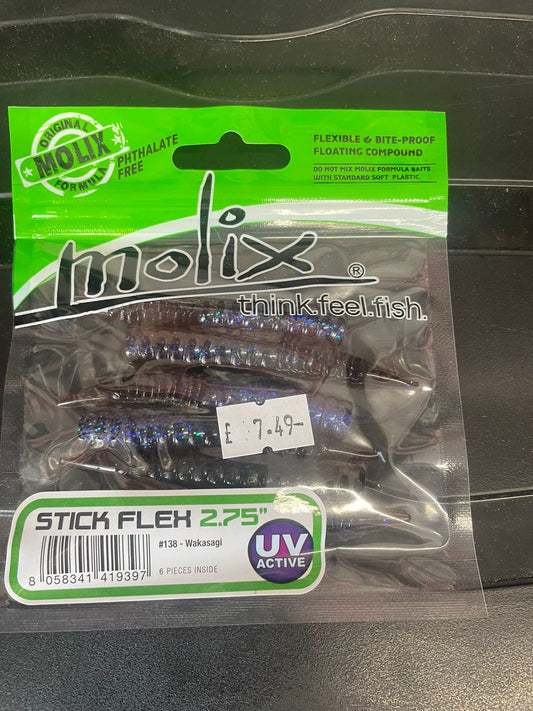 ORIGINAL
MOLIX
FORMULA
PHTHALATE
FREE
FLEXIBLE & BITE-PROOF
FLOATING COMPOUND
DO NOT MIX MOLIX FORMULA BAITS
WITH STANDARD SOFT PLASTIC
molix®
think.feel.fish.
£ 7.49-
STICK FLEX 2.75"
#138 - Wakasagi
UV
ACTIVE
6 PIECES INSIDE
8 058341 419397